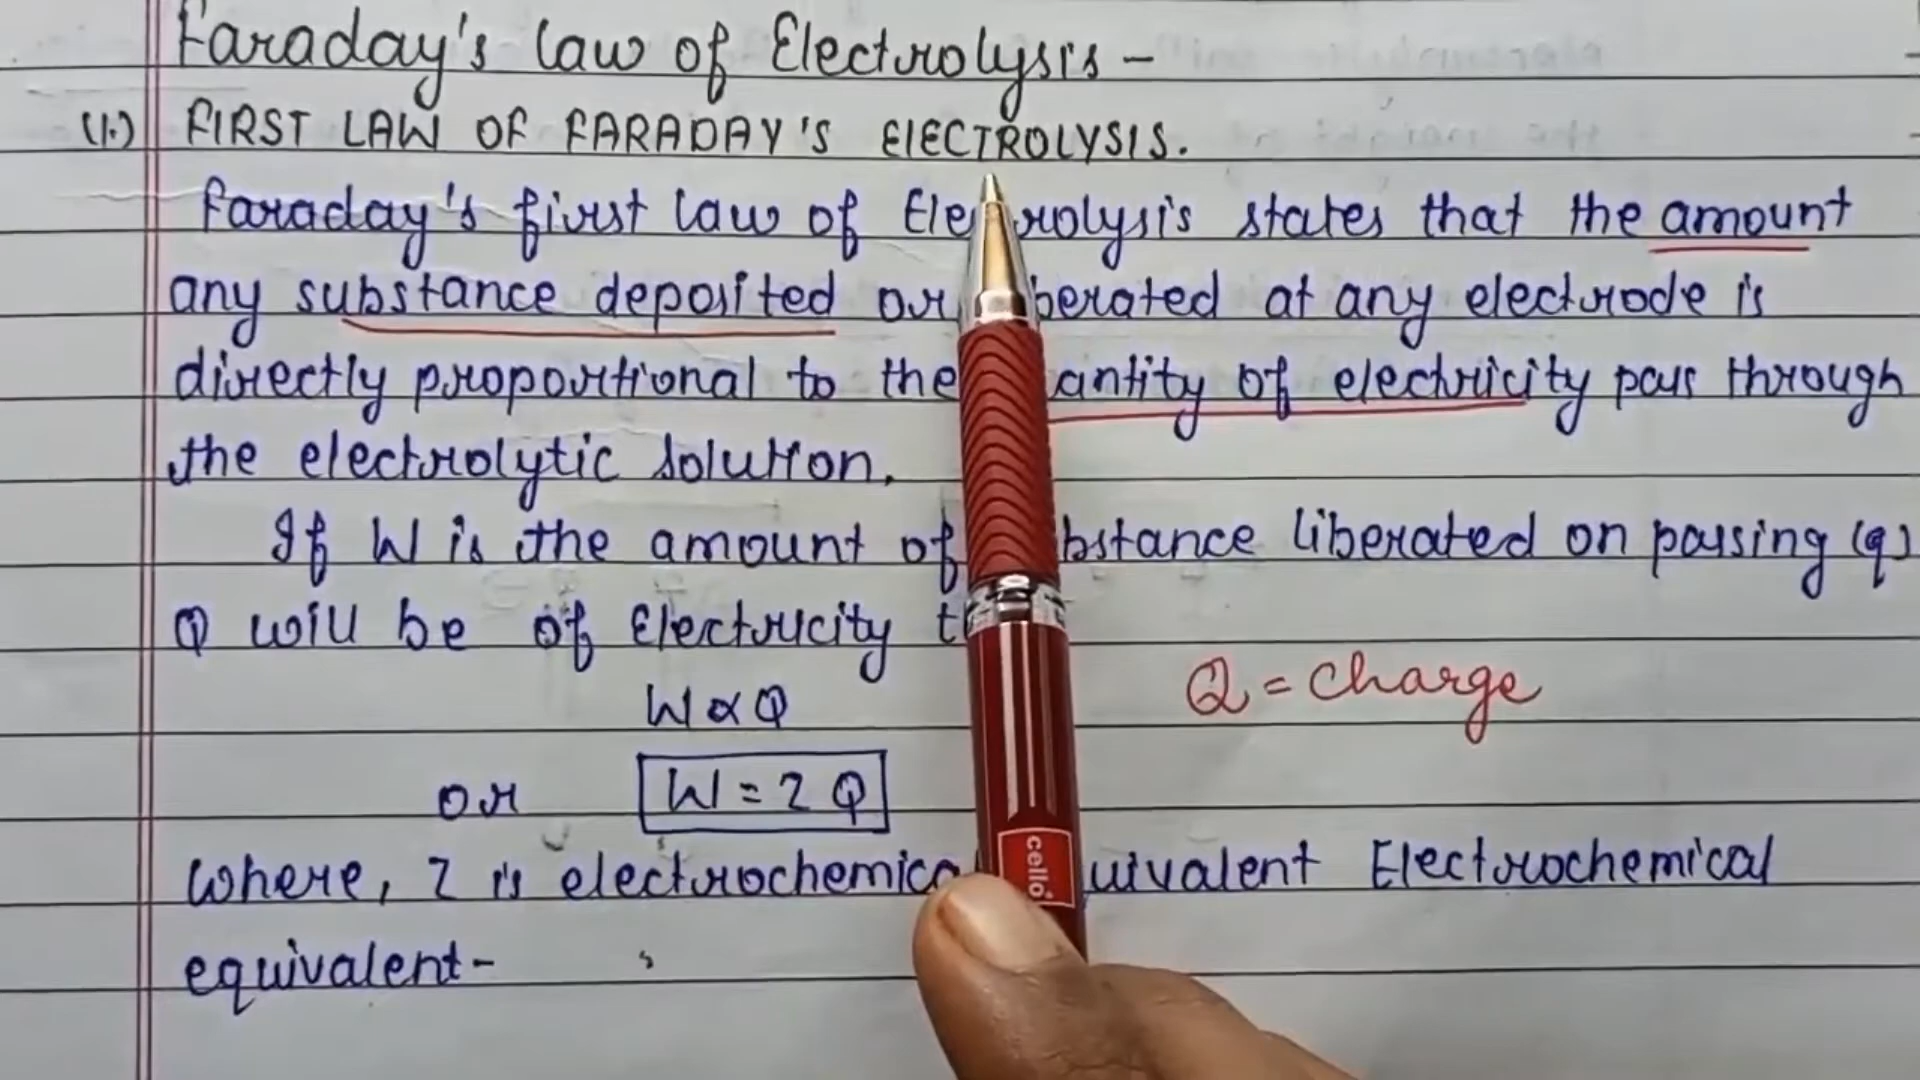 Faraday's law of Electrolysis -
(1.) FIRST LAW OF FARADAY'S ElECTROLYSIS.
Faraday's first law of Ele rolysis states that the amount
any substance deposited or berated at any electrode is
directly proportional to the antity of electricity pass through
the electrolytic solution.
If W is the amount of bstance liberated on passing (q)
Q will be of Electricity t
W α Q
Q = Charge
or W = Z Q
where, Z is electrochemica uivalent Electrochemical
equivalent-
cello